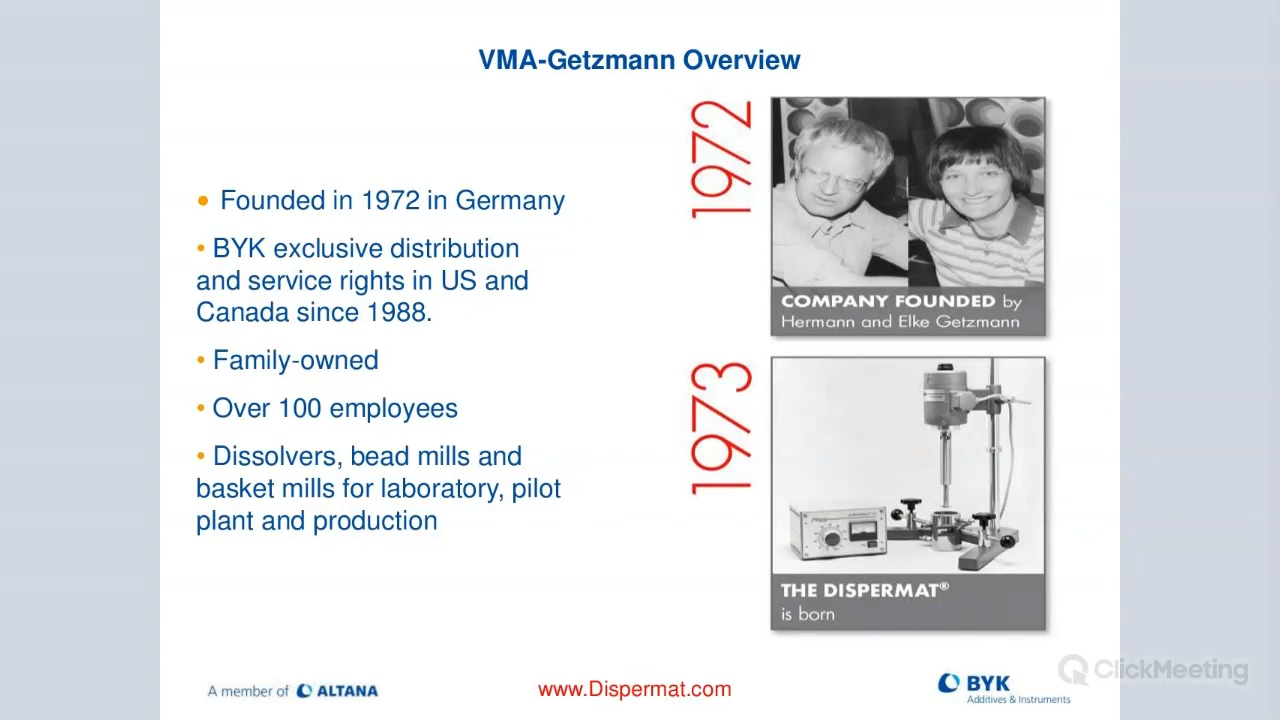 VMA-Getzmann Overview
• Founded in 1972 in Germany
• BYK exclusive distribution
and service rights in US and
Canada since 1988.
• Family-owned
• Over 100 employees
• Dissolvers, bead mills and
basket mills for laboratory, pilot
plant and production
1972
COMPANY FOUNDED by
Hermann and Elke Getzmann
1973
THE DISPERMAT®
is born
A member of ALTANA
www.Dispermat.com
BYK
Additives & Instruments
ClickMeeting